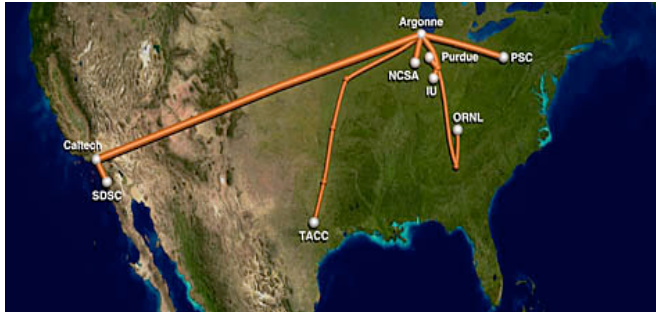 Argonne
Purdue
PSC
NCSA
IU
ORNL
Caltech
SDSC
TACC